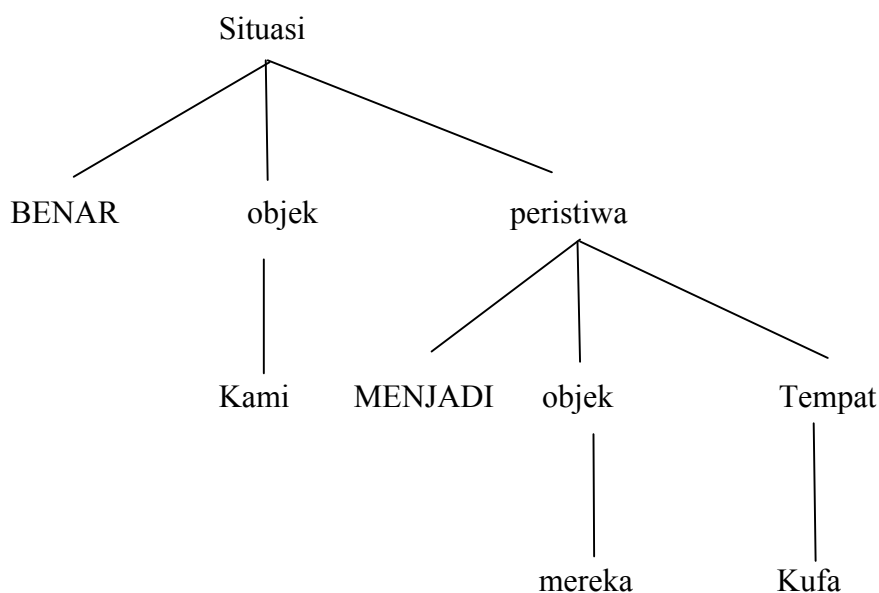 Situasi
BENAR objek peristiwa
Kami MENJADI objek Tempat
mereka Kufa